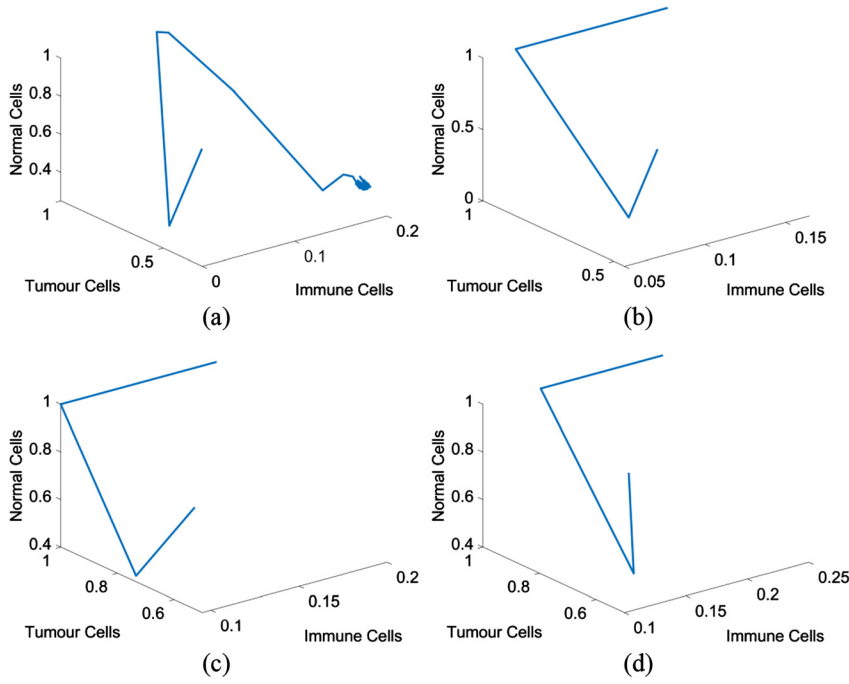 1
0.8
0.6
0.4
Normal Cells
1
0.5
Tumour Cells
0
0.1
0.2
Immune Cells
(a)
1
0.5
0
Normal Cells
1
0.5
Tumour Cells
0.05
0.1
0.15
Immune Cells
(b)
1
0.8
0.6
0.4
Normal Cells
1
0.8
0.6
Tumour Cells
0.1
0.15
0.2
Immune Cells
(c)
1
0.8
0.6
0.4
Normal Cells
1
0.8
0.6
Tumour Cells
0.1
0.15
0.2
0.25
Immune Cells
(d)